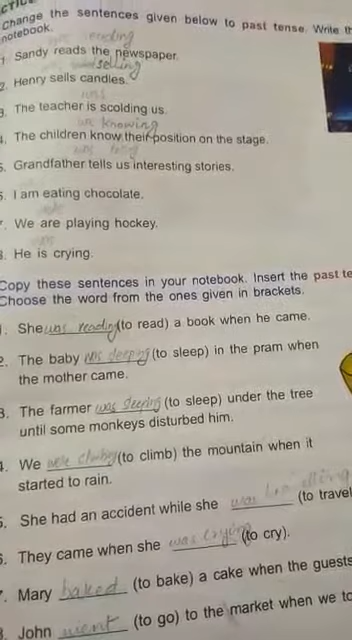 Change the sentences given below to past tense. Write
notebook.
was reading
1. Sandy reads the newspaper.
selling
2. Henry sells candles.
was
3. The teacher is scolding us.
knowing
4. The children know their position on the stage.
5. Grandfather tells us interesting stories.
6. I am eating chocolate.
7. We are playing hockey.
8. He is crying.
Copy these sentences in your notebook. Insert the past
Choose the word from the ones given in brackets.
1. She was reading (to read) a book when he came.
2. The baby was sleeping (to sleep) in the pram when
the mother came.
3. The farmer was sleeping (to sleep) under the tree
until some monkeys disturbed him.
4. We (to climb) the mountain when it
started to rain.
5. She had an accident while she was (to travel
6. They came when she was crying (to cry).
7. Mary baked (to bake) a cake when the guests
8. John went (to go) to the market when we